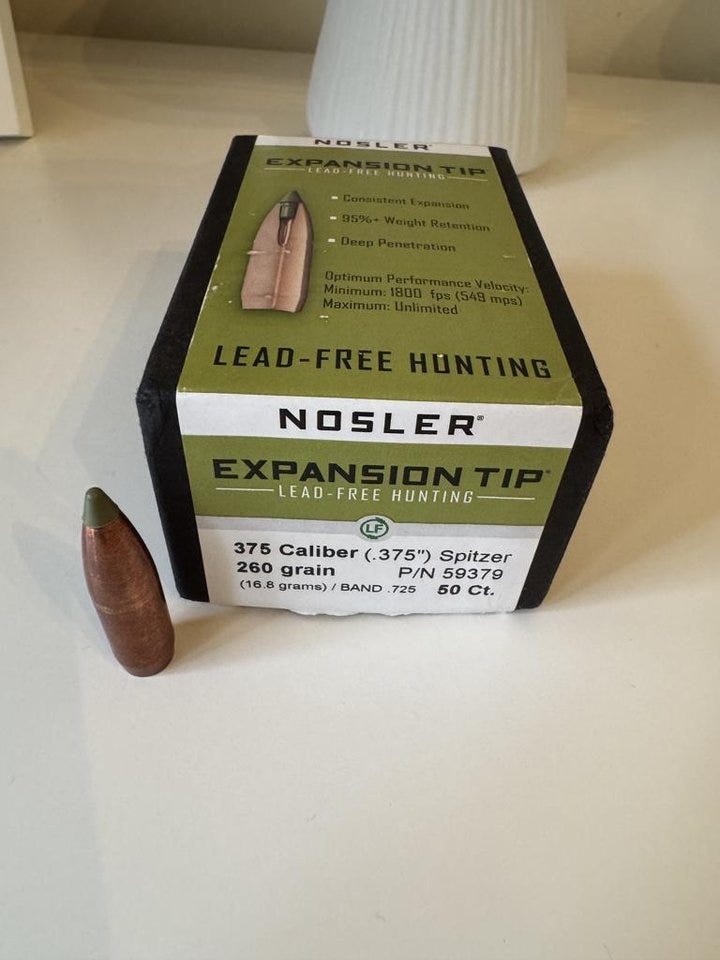 NOSLER®
EXPANSION TIP
LEAD-FREE HUNTING
▪ Consistent Expansion
▪ 95%+ Weight Retention
▪ Deep Penetration
Optimum Performance Velocity:
Minimum: 1800 fps (549 mps)
Maximum: Unlimited
LEAD-FREE HUNTING
NOSLER®
EXPANSION TIP®
LEAD-FREE HUNTING
LF
375 Caliber (.375") Spitzer
260 grain P/N 59379
(16.8 grams) / BAND .725 50 Ct.